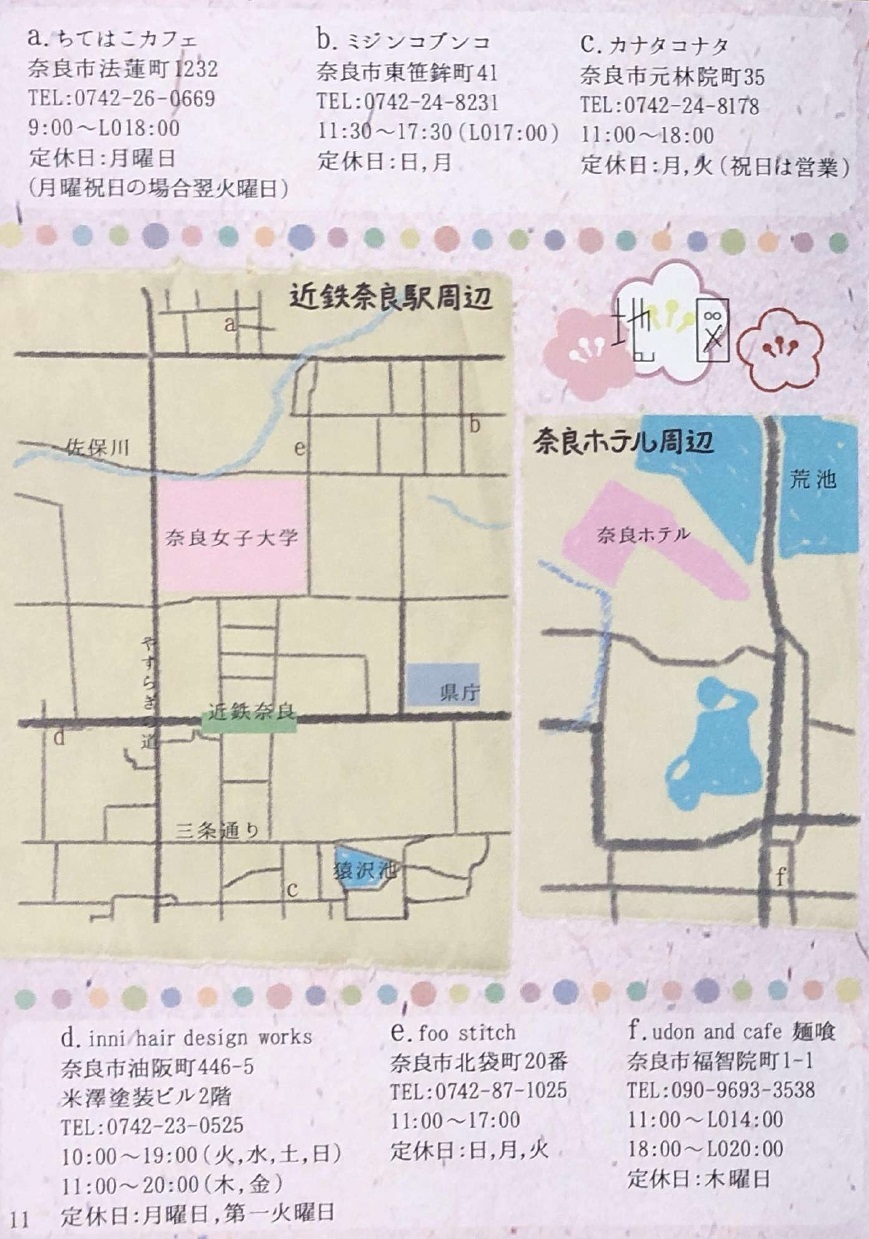 a.ちてはこカフェ
奈良市法蓮町1232
TEL:0742-26-0669
9:00～LO18:00
定休日:月曜日
(月曜祝日の場合翌火曜日)
b.ミジンコブンコ
奈良市東笹鉾町41
TEL:0742-24-8231
11:30～17:30(LO17:00)
定休日:日,月
c.カナタコナタ
奈良市元林院町35
TEL:0742-24-8178
11:00～18:00
定休日:月,火(祝日は営業)
近鉄奈良駅周辺
a
b
佐保川
e
奈良女子大学
やすらぎの道
県庁
近鉄奈良
d
三条通り
猿沢池
c
地図
奈良ホテル周辺
荒池
奈良ホテル
f
d.inni hair design works
奈良市油阪町446-5
米澤塗装ビル2階
TEL:0742-23-0525
10:00～19:00(火,水,土,日)
11:00～20:00(木,金)
定休日:月曜日,第一火曜日
e.foo stitch
奈良市北袋町20番
TEL:0742-87-1025
11:00～17:00
定休日:日,月,火
f.udon and cafe 麺喰
奈良市福智院町1-1
TEL:090-9693-3538
11:00～LO14:00
18:00～LO20:00
定休日:木曜日
11